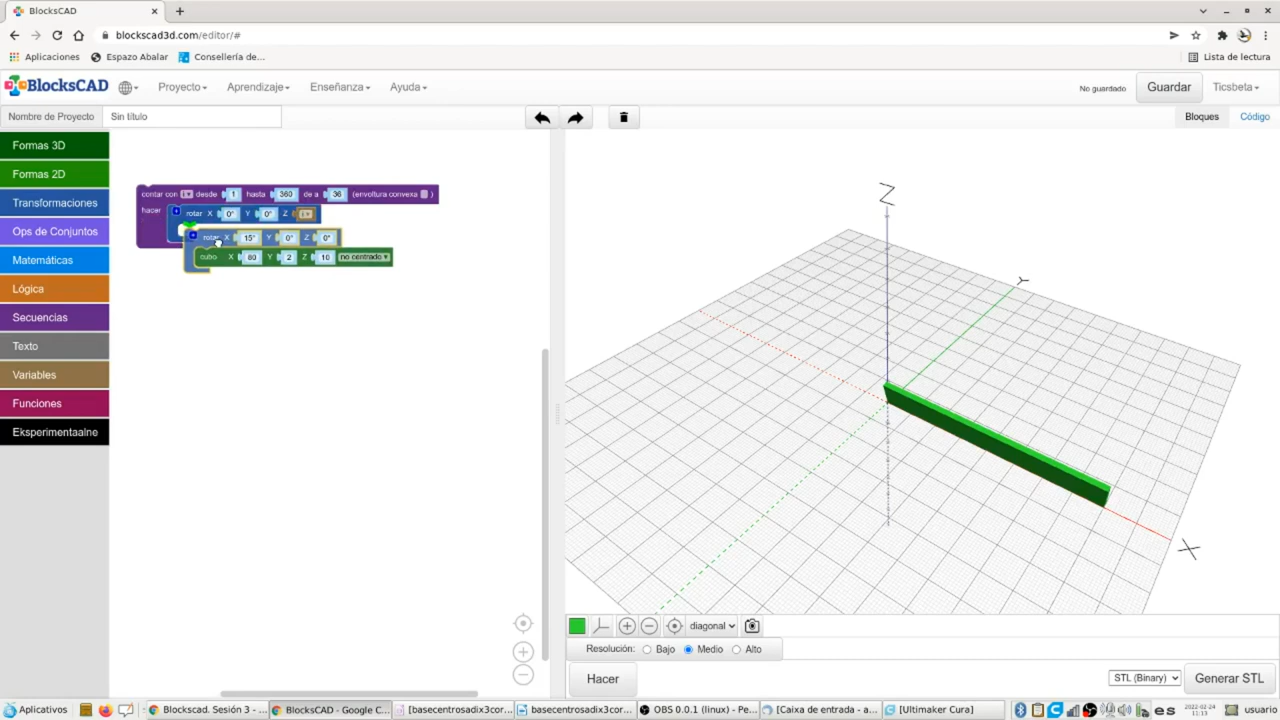 BlocksCAD
blockscad3d.com/editor/#
Aplicaciones Espazo Abalar Consellería de... Lista de lectura
BlocksCAD Proyecto Aprendizaje Enseñanza Ayuda No guardado Guardar Ticsbeta
Nombre de Proyecto Sin título Bloques Código
Formas 3D
Formas 2D
Transformaciones
Ops de Conjuntos
Matemáticas
Lógica
Secuencias
Texto
Variables
Funciones
Eksperimentaalne
contar con i desde 1 hasta 360 de a 36 (envoltura convexa )
hacer rotar X 0° Y 0° Z i
rotar X 15° Y 0° Z 0°
cubo X 80 Y 2 Z 10 no centrado
Z
Y
X
diagonal
Resolución: Bajo Medio Alto
Hacer STL (Binary) Generar STL
Aplicativos Blockscad. Sesión 3 - ... BlocksCAD - Google C... [basecentrosadix3cor... basecentrosadix3cor... OBS 0.0.1 (linux) - Pe... [Caixa de entrada - a... [Ultimaker Cura] es 2022-02-24 11:13 usuario